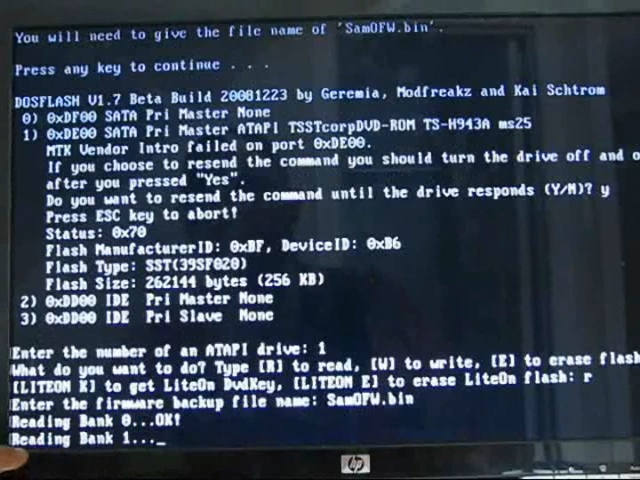 You will need to give the file name of 'SamOFW.bin'.
Press any key to continue . . .
DOSFLASH V1.7 Beta Build 20081223 by Geremia, Modfreakz and Kai Schtrom
0) 0xDF00 SATA Pri Master None
1) 0xDE00 SATA Pri Master ATAPI TSSTcorpDVD-ROM TS-H943A ms25
MTK Vendor Intro failed on port 0xDE00.
If you choose to resend the command you should turn the drive off and o
after you pressed "Yes".
Do you want to resend the command until the drive responds (Y/N)? y
Press ESC key to abort!
Status: 0x70
Flash ManufacturerID: 0xBF, DeviceID: 0xB6
Flash Type: SST(39SF020)
Flash Size: 262144 bytes (256 KB)
2) 0xDD00 IDE Pri Master None
3) 0xDD00 IDE Pri Slave None
Enter the number of an ATAPI drive: 1
What do you want to do? Type [R] to read, [W] to write, [E] to erase flash
[LITEON K] to get LiteOn DvdKey, [LITEON E] to erase LiteOn flash: r
Enter the firmware backup file name: SamOFW.bin
Reading Bank 0...OK!
Reading Bank 1..._
hp